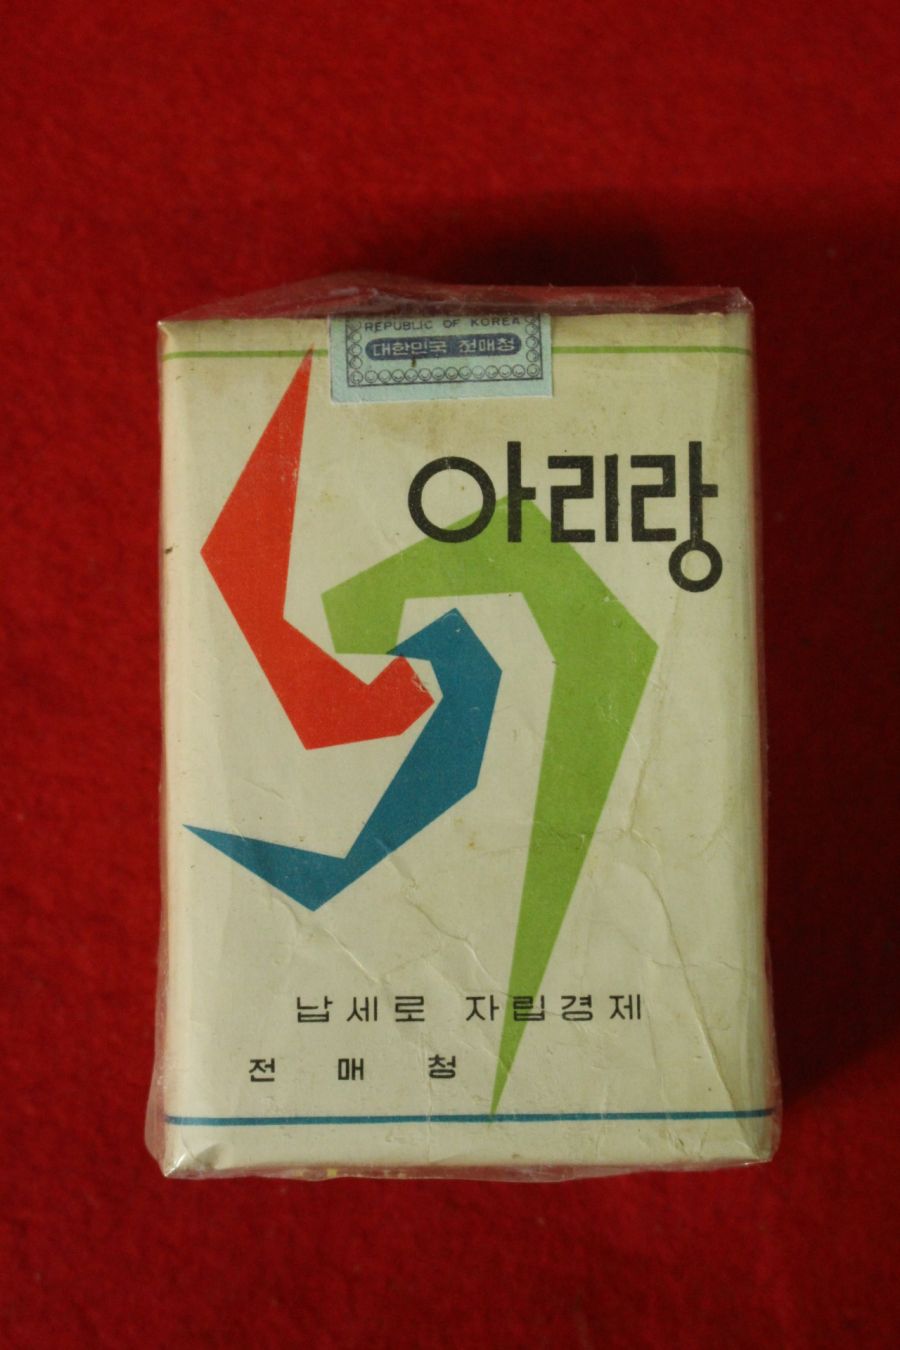 REPUBLIC OF KOREA
대한민국 전매청
아리랑
납세로 자립경제
전 매 청